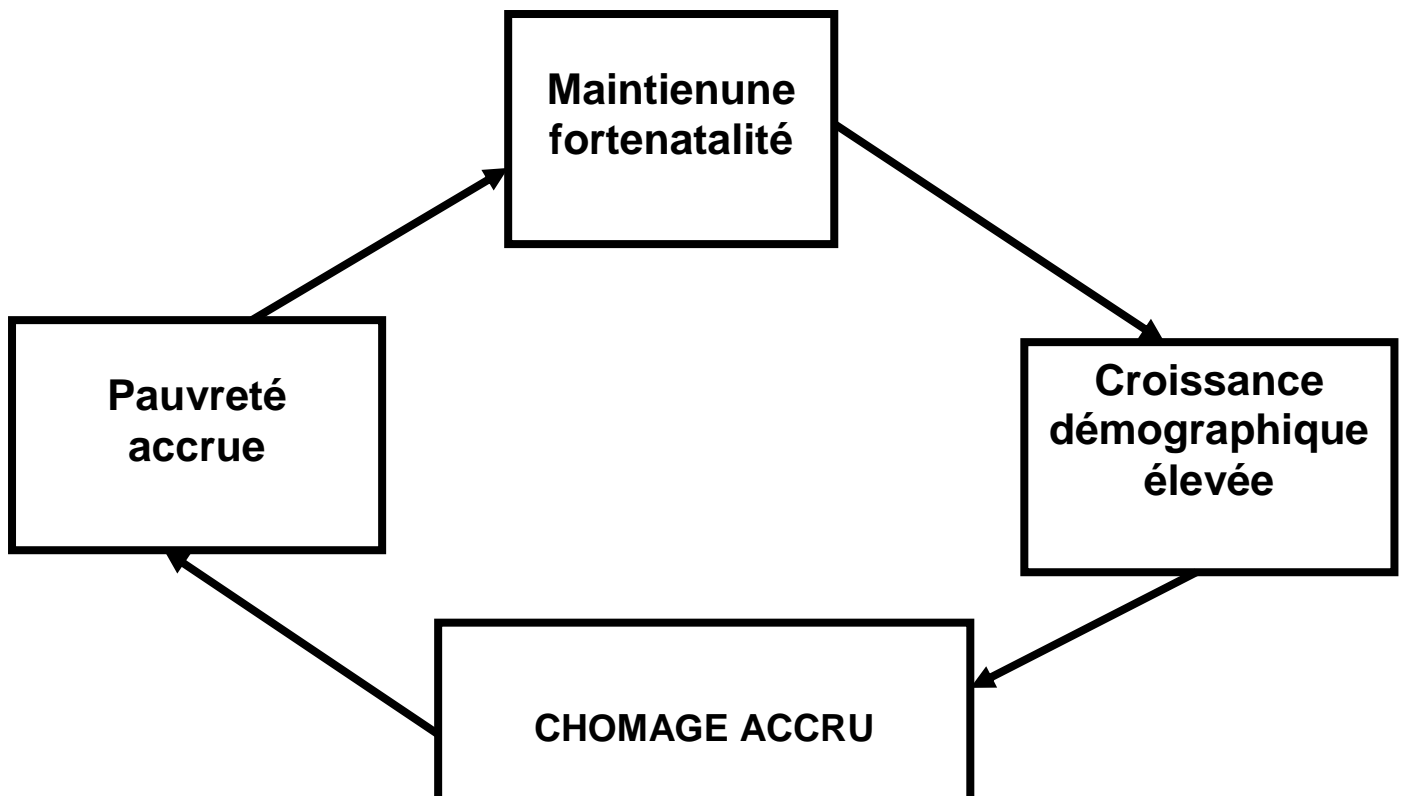 Maintienune
fortenatalité
Pauvreté
accrue
Croissance
démographique
élevée
CHOMAGE ACCRU